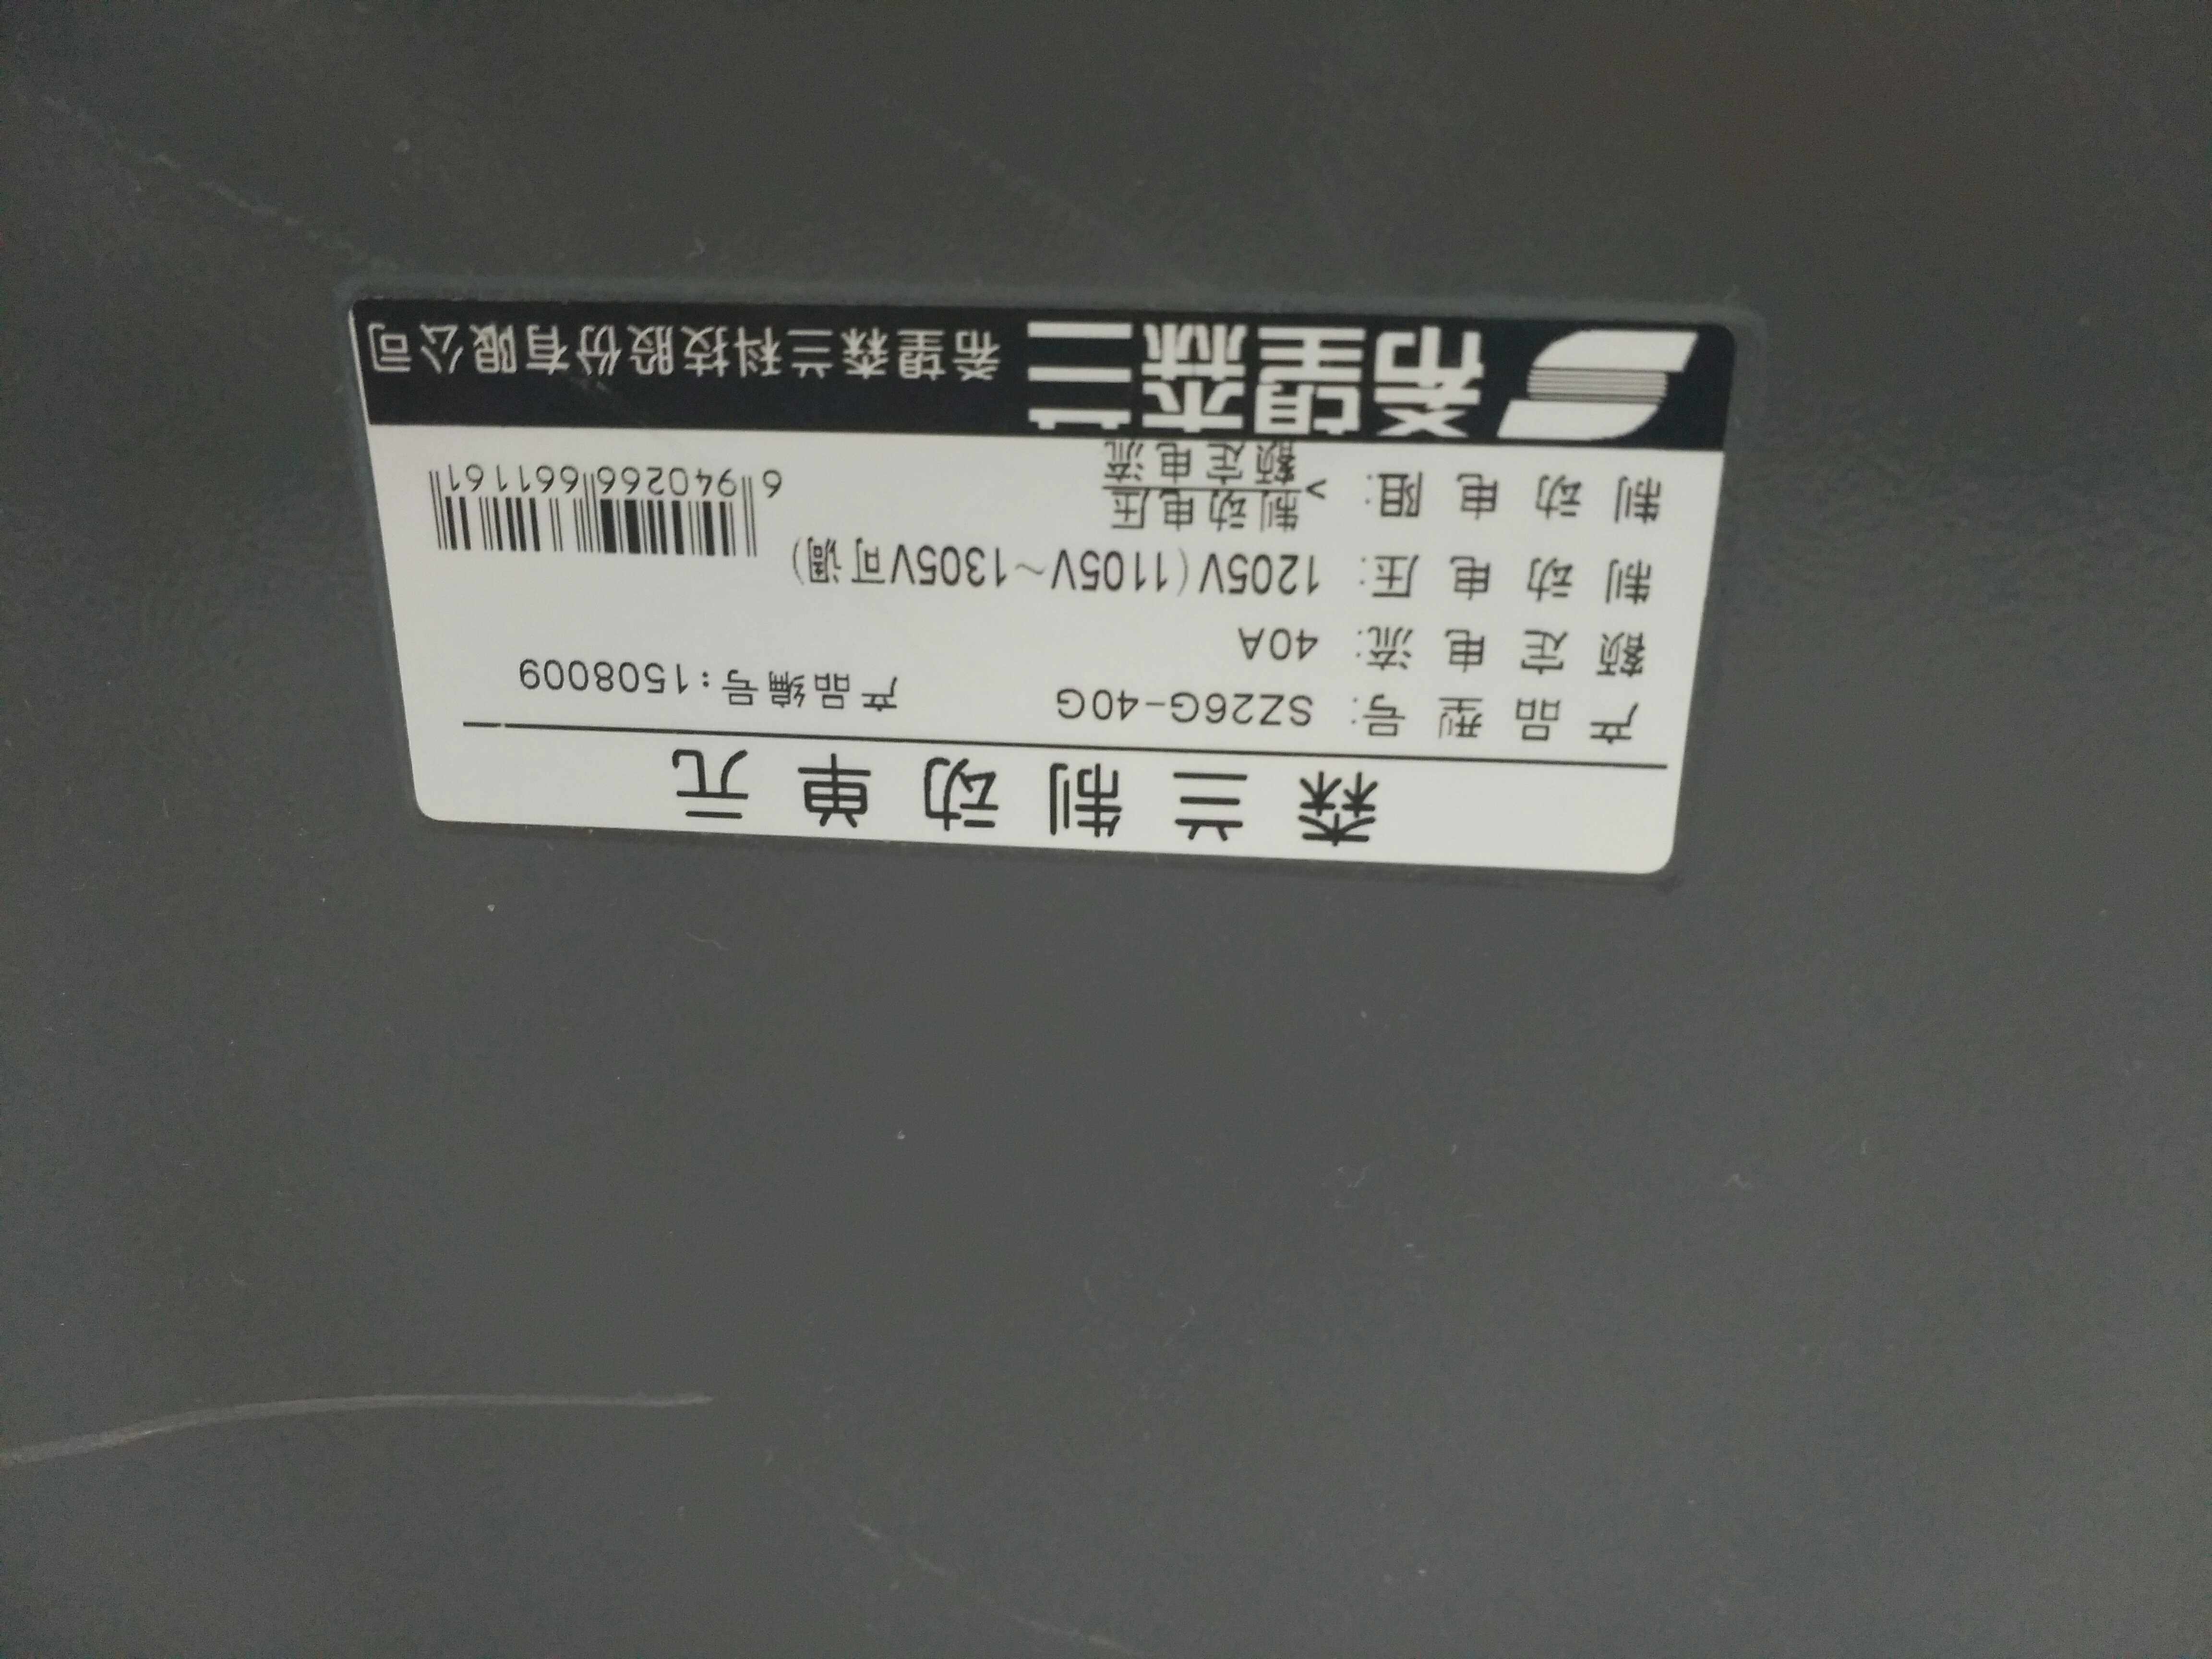 森兰制动单元
产品型号: SZ26G-40G 产品编号:1508009
额定电流: 40A
制动电压: 1205V(1105V~1305V可调)
制动电阻: > 制动电压
额定电流
6 940266 661161
希望森兰 希望森兰科技股份有限公司